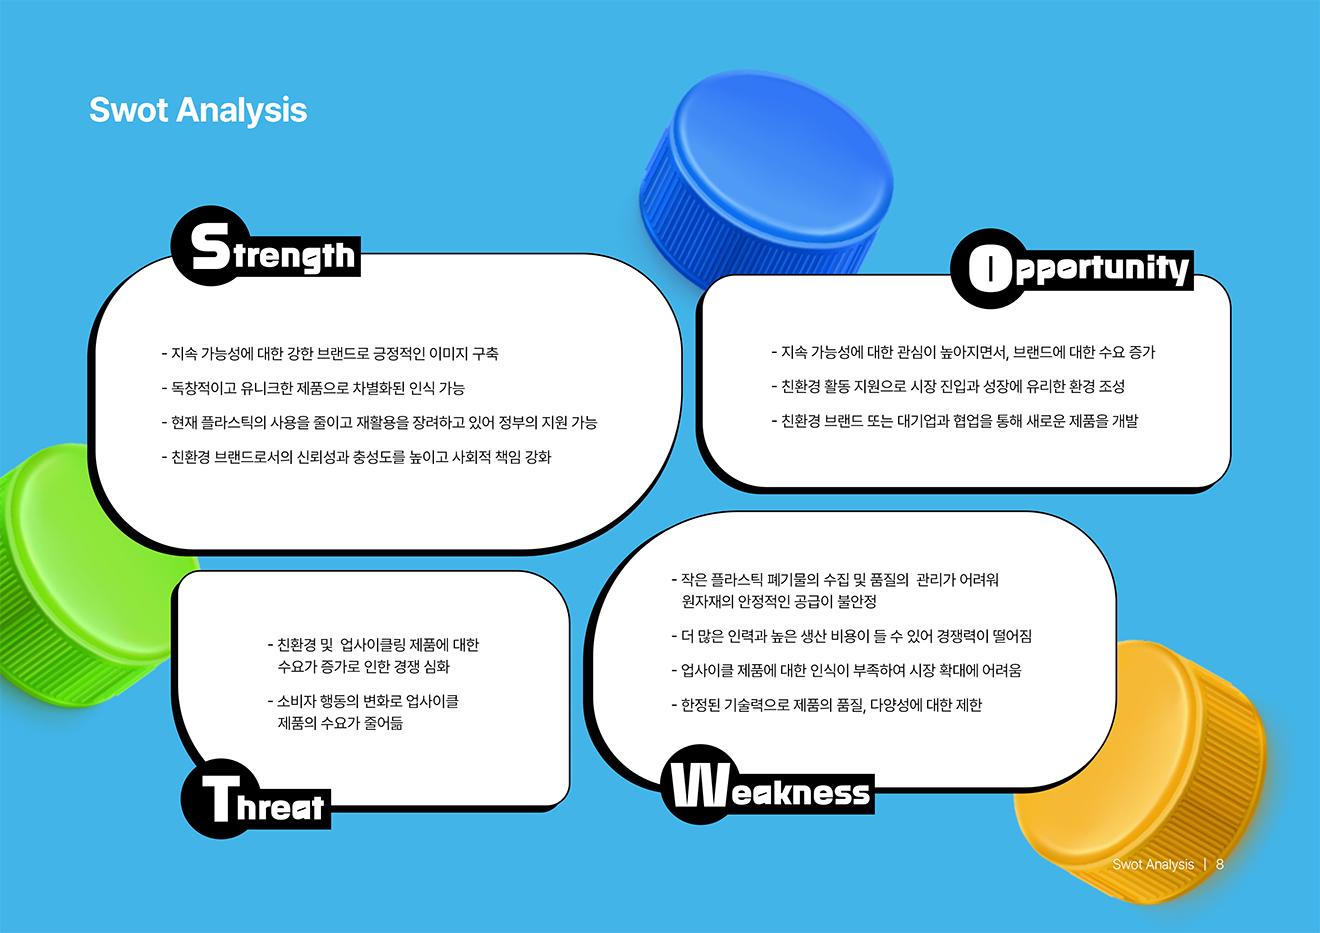 Swot Analysis
Strength
- 지속 가능성에 대한 강한 브랜드로 긍정적인 이미지 구축
- 독창적이고 유니크한 제품으로 차별화된 인식 가능
- 현재 플라스틱의 사용을 줄이고 재활용을 장려하고 있어 정부의 지원 가능
- 친환경 브랜드로서의 신뢰성과 충성도를 높이고 사회적 책임 강화
Opportunity
- 지속 가능성에 대한 관심이 높아지면서, 브랜드에 대한 수요 증가
- 친환경 활동 지원으로 시장 진입과 성장에 유리한 환경 조성
- 친환경 브랜드 또는 대기업과 협업을 통해 새로운 제품을 개발
- 친환경 및 업사이클링 제품에 대한
수요가 증가로 인한 경쟁 심화
- 소비자 행동의 변화로 업사이클
제품의 수요가 줄어듦
Threat
- 작은 플라스틱 폐기물의 수집 및 품질의 관리가 어려워
원자재의 안정적인 공급이 불안정
- 더 많은 인력과 높은 생산 비용이 들 수 있어 경쟁력이 떨어짐
- 업사이클 제품에 대한 인식이 부족하여 시장 확대에 어려움
- 한정된 기술력으로 제품의 품질, 다양성에 대한 제한
Weakness
Swot Analysis | 8